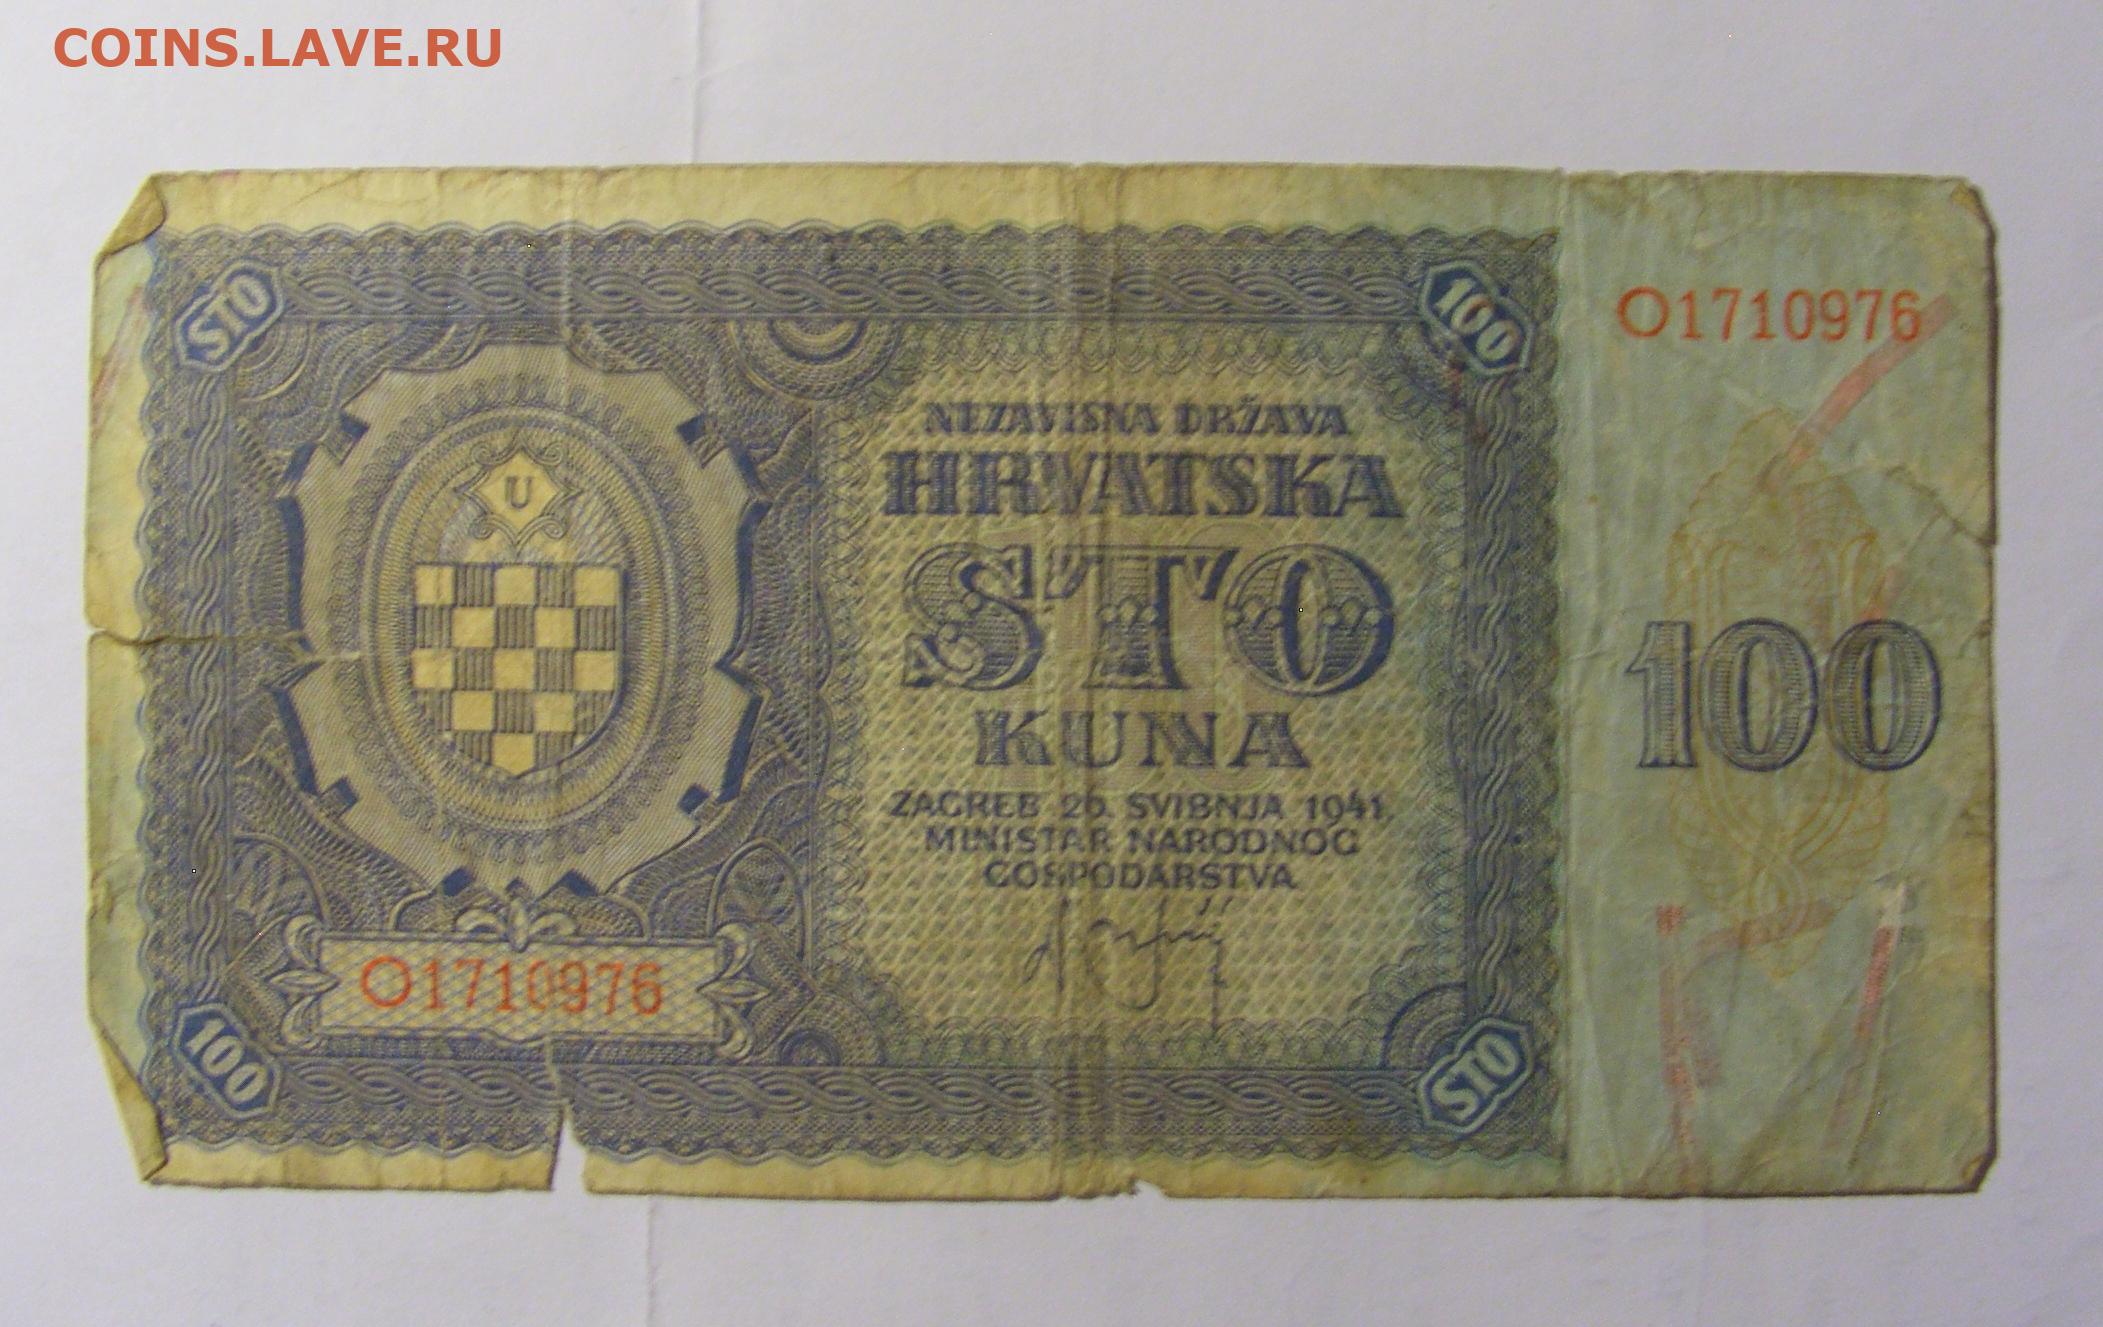 COINS.LAVE.RU
STO
100
O1710976
NEZAVISNA DRŽAVA
HRVATSKA
U
STO
KUNA
100
ZAGREB 26. SVIBNJA 1941.
MINISTAR NARODNOG
GOSPODARSTVA
O1710976
100
STO